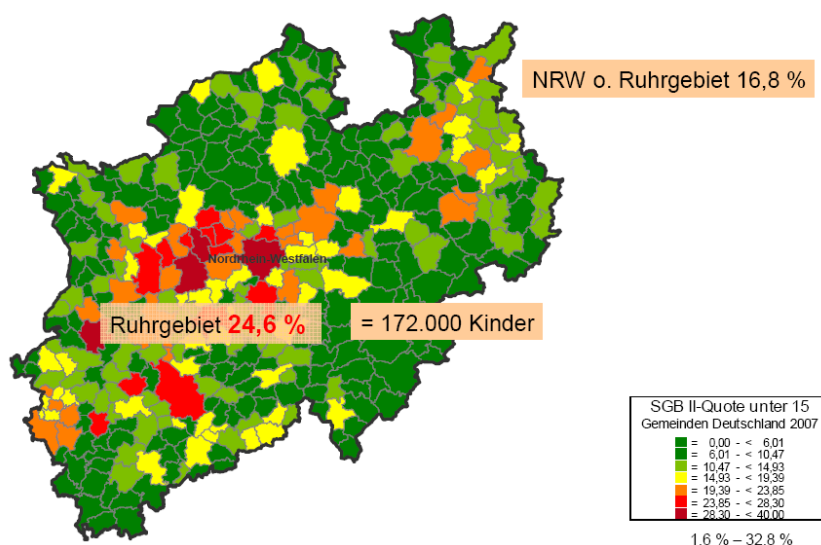 NRW o. Ruhrgebiet 16,8 %
Nordrhein-Westfalen
Ruhrgebiet 24,6 %
= 172.000 Kinder
SGB II-Quote unter 15
Gemeinden Deutschland 2007
= 0,00 - < 6,01
= 6,01 - < 10,47
= 10,47 - < 14,93
= 14,93 - < 19,39
= 19,39 - < 23,85
= 23,85 - < 28,30
= 28,30 - < 40,00
1,6 % – 32,8 %